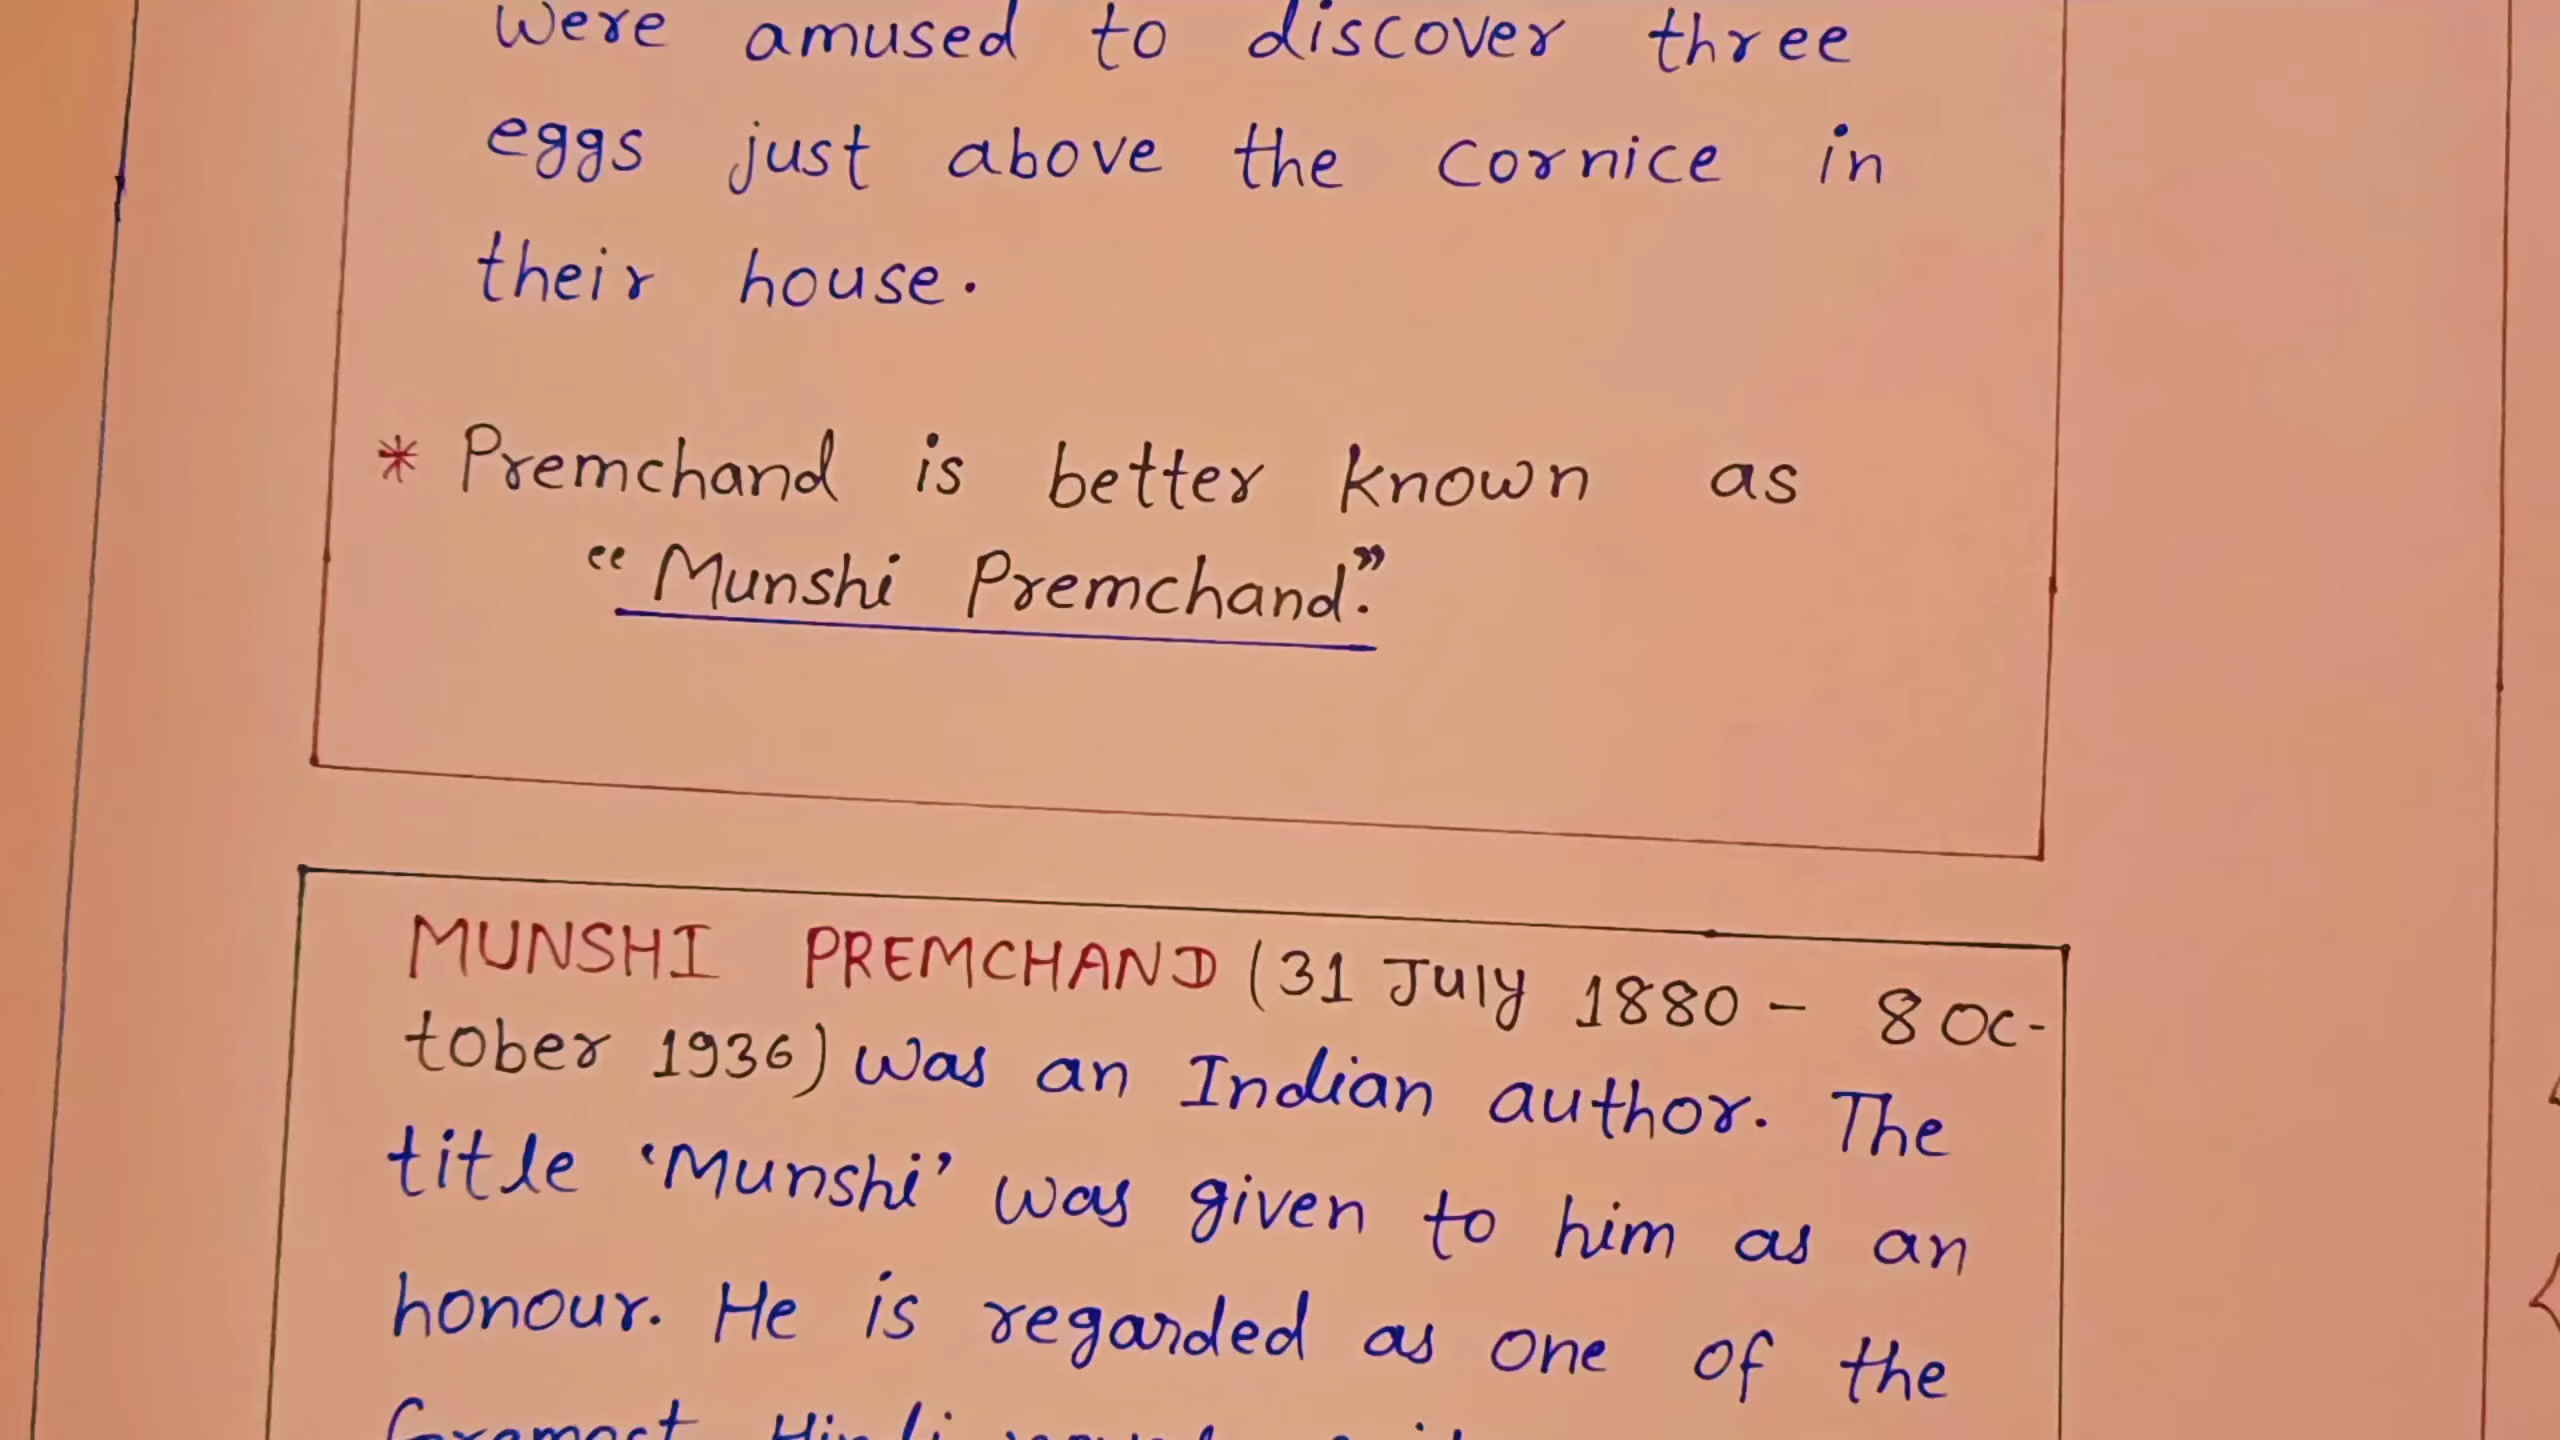 were amused to discover three
eggs just above the cornice in
their house.
* Premchand is better known as
“Munshi Premchand.”
MUNSHI PREMCHAND (31 July 1880 - 8 Oc-
tober 1936) was an Indian author. The
title ‘Munshi’ was given to him as an
honour. He is regarded as one of the
foremost Hindi